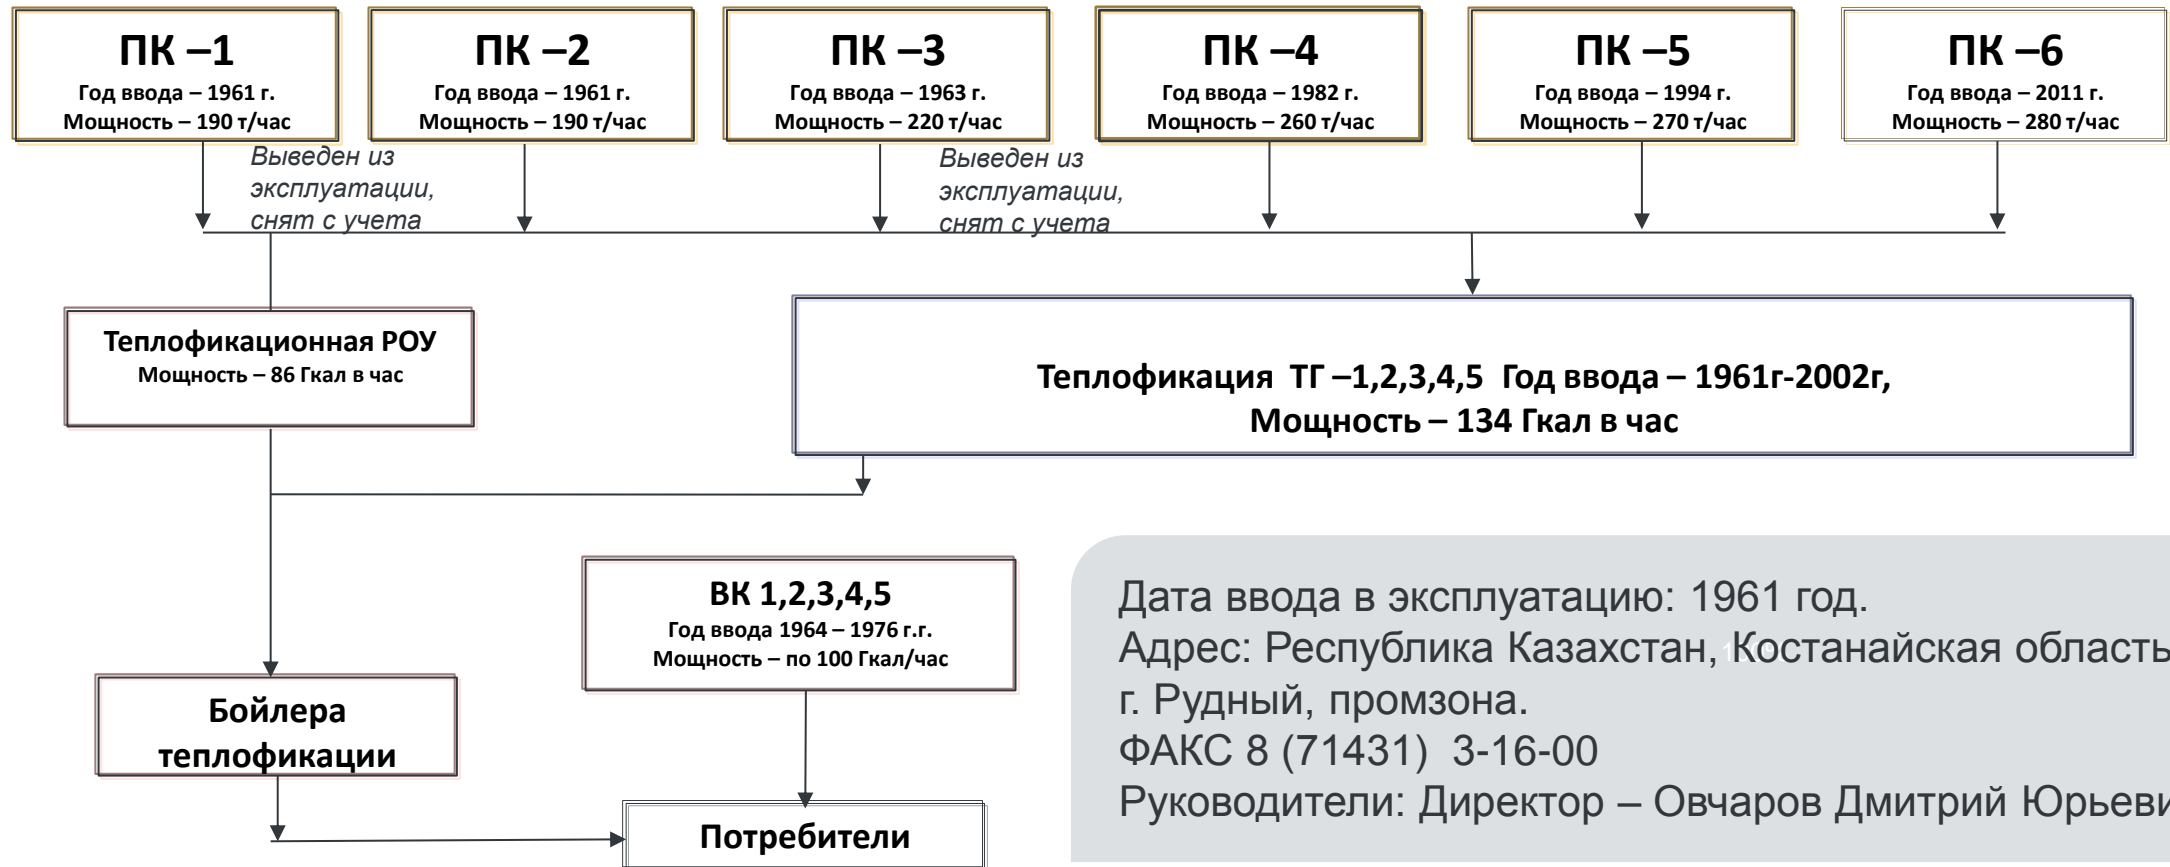 ПК –1
Год ввода – 1961 г.
Мощность – 190 т/час
ПК –2
Год ввода – 1961 г.
Мощность – 190 т/час
ПК –3
Год ввода – 1963 г.
Мощность – 220 т/час
ПК –4
Год ввода – 1982 г.
Мощность – 260 т/час
ПК –5
Год ввода – 1994 г.
Мощность – 270 т/час
ПК –6
Год ввода – 2011 г.
Мощность – 280 т/час
Выведен из
эксплуатации,
снят с учета
Выведен из
эксплуатации,
снят с учета
Теплофикационная РОУ
Мощность – 86 Гкал в час
Теплофикация ТГ –1,2,3,4,5 Год ввода – 1961г-2002г,
Мощность – 134 Гкал в час
ВК 1,2,3,4,5
Год ввода 1964 – 1976 г.г.
Мощность – по 100 Гкал/час
Бойлера
теплофикации
Потребители
Дата ввода в эксплуатацию: 1961 год.
Адрес: Республика Казахстан, Костанайская область
г. Рудный, промзона.
ФАКС 8 (71431) 3-16-00
Руководители: Директор – Овчаров Дмитрий Юрьеви